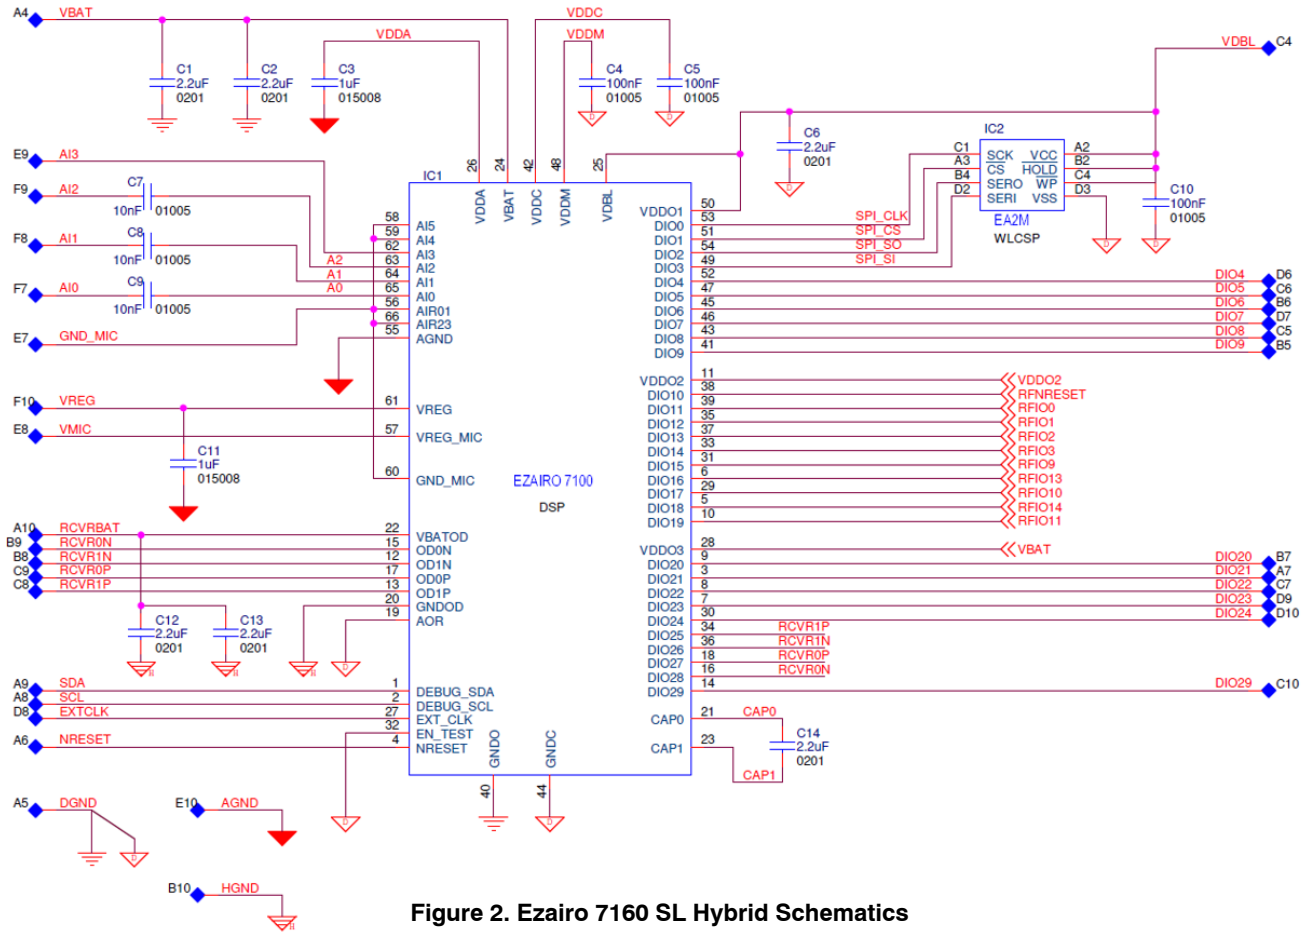 A4 VBAT
VDDC
VDDA
VDDM
VDBL C4
C1 2.2uF 0201
C2 2.2uF 0201
C3 1uF 015008
C4 100nF 01005
C5 100nF 01005
C6 2.2uF 0201
IC2
C1 SCK VCC A2
A3 CS HOLD B2
B4 SERO WP C4
D2 SERI VSS D3
EA2M
WLCSP
C10 100nF 01005
E9 AI3
F9 AI2 C7 10nF 01005
F8 AI1 C8 10nF 01005
F7 AI0 C9 10nF 01005
E7 GND_MIC
A2
A1
A0
IC1
26 VDDA
24 VBAT
42 VDDC
48 VDDM
25 VDBL
58 AI5
59 AI4
62 AI3
63 AI2
64 AI1
65 AI0
56 AIR01
66 AIR23
55 AGND
F10 VREG 61 VREG
E8 VMIC 57 VREG_MIC
C11 1uF 015008
60 GND_MIC
EZAIRO 7100
DSP
A10 RCVRBAT 22 VBATOD
B9 RCVR0N 15 OD0N
B8 RCVR1N 12 OD1N
C9 RCVR0P 17 OD0P
C8 RCVR1P 13 OD1P
20 GNDOD
19 AOR
C12 2.2uF 0201
C13 2.2uF 0201
A9 SDA 1 DEBUG_SDA
A8 SCL 2 DEBUG_SCL
D8 EXTCLK 27 EXT_CLK
32 EN_TEST
A6 NRESET 4 NRESET
GNDO 40
GNDC 44
VDDO1 50
DIO0 53 SPI_CLK
DIO1 51 SPI_CS
DIO2 54 SPI_SO
DIO3 49 SPI_SI
DIO4 52 DIO4 D6
DIO5 47 DIO5 C6
DIO6 45 DIO6 B6
DIO7 46 DIO7 D7
DIO8 43 DIO8 C5
DIO9 41 DIO9 B5
VDDO2 11 VDDO2
DIO10 38 RFNRESET
DIO11 39 RFIO0
DIO12 35 RFIO1
DIO13 37 RFIO2
DIO14 33 RFIO3
DIO15 31 RFIO9
DIO16 6 RFIO13
DIO17 29 RFIO10
DIO18 5 RFIO14
DIO19 10 RFIO11
VDDO3 28 VBAT
DIO20 9 DIO20 B7
DIO21 3 DIO21 A7
DIO22 8 DIO22 C7
DIO23 7 DIO23 D9
DIO24 30 DIO24 D10
DIO25 34 RCVR1P
DIO26 36 RCVR1N
DIO27 18 RCVR0P
DIO28 16 RCVR0N
DIO29 14 DIO29 C10
CAP0 21 CAP0
CAP1 23 CAP1
C14 2.2uF 0201
A5 DGND
E10 AGND
B10 HGND
Figure 2. Ezairo 7160 SL Hybrid Schematics